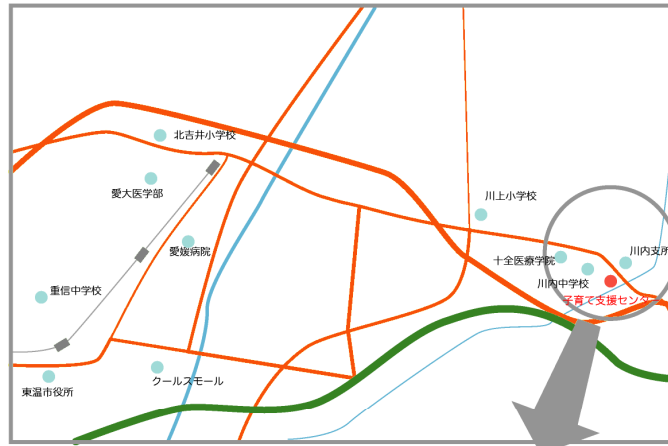 北吉井小学校
愛大医学部
川上小学校
愛媛病院
十全医療学院
川内支所
川内中学校
重信中学校
子育て支援センター
クールスモール
東温市役所